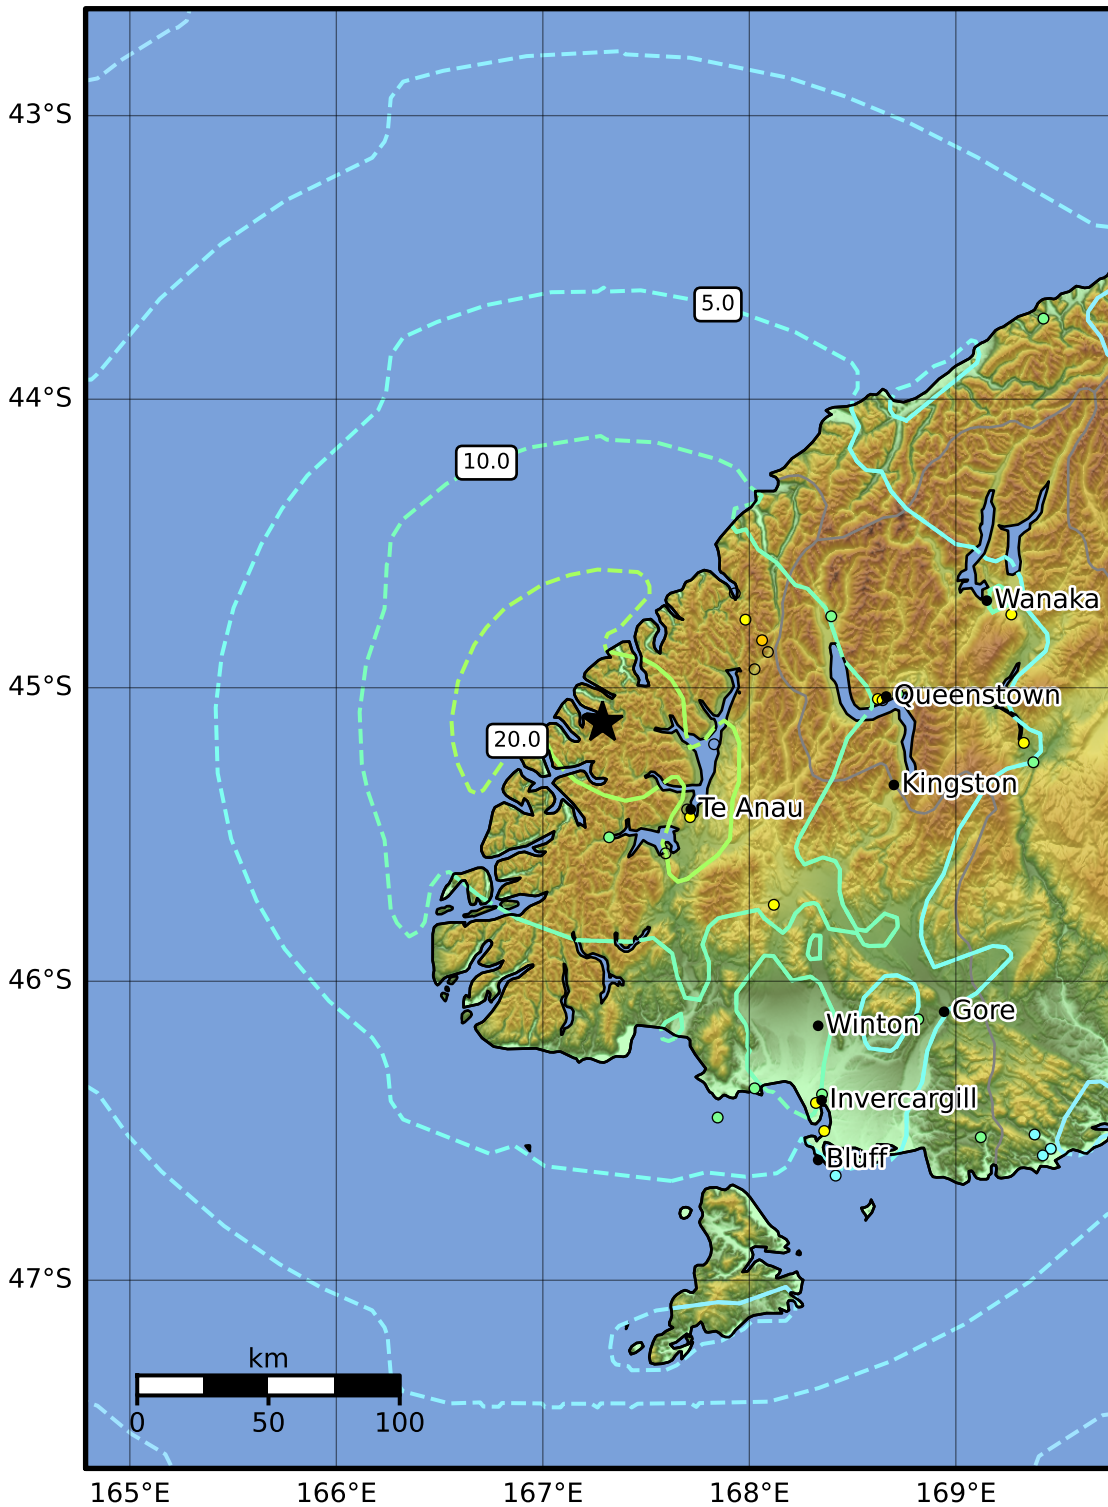 43°S
5.0
44°S
10.0
Wanaka
45°S
Queenstown
20.0
Kingston
Te Anau
46°S
Gore
Winton
Invercargill
Bluff
47°S
km
0 50 100
165°E 166°E 167°E 168°E 169°E